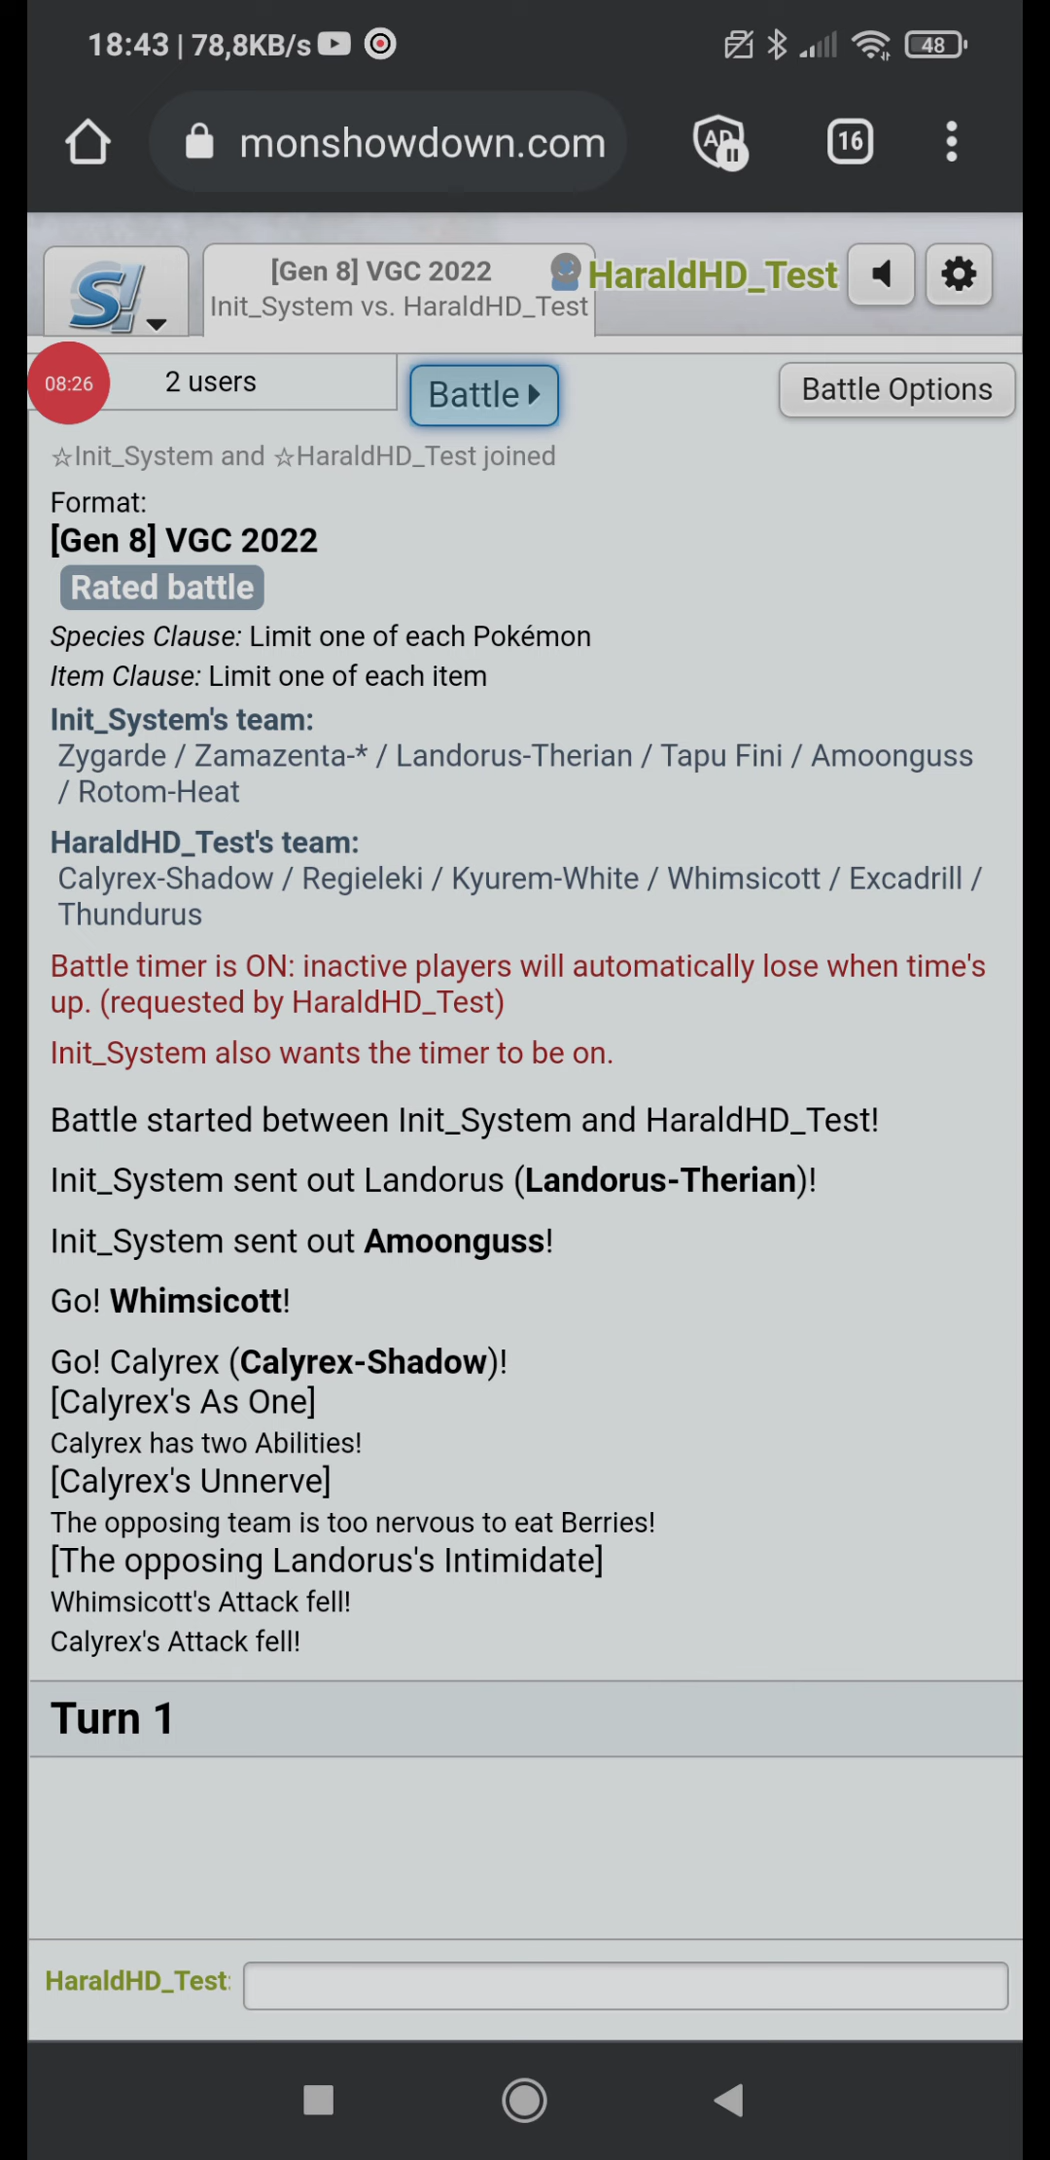 18:43 | 78,8KB/s
48
monshowdown.com
AD
16
S!
[Gen 8] VGC 2022
Init_System vs. HaraldHD_Test
HaraldHD_Test
08:26
2 users
Battle
Battle Options
☆Init_System and ☆HaraldHD_Test joined
Format:
[Gen 8] VGC 2022
Rated battle
Species Clause: Limit one of each Pokémon
Item Clause: Limit one of each item
Init_System's team:
Zygarde / Zamazenta-* / Landorus-Therian / Tapu Fini / Amoonguss
/ Rotom-Heat
HaraldHD_Test's team:
Calyrex-Shadow / Regieleki / Kyurem-White / Whimsicott / Excadrill /
Thundurus
Battle timer is ON: inactive players will automatically lose when time's
up. (requested by HaraldHD_Test)
Init_System also wants the timer to be on.
Battle started between Init_System and HaraldHD_Test!
Init_System sent out Landorus (Landorus-Therian)!
Init_System sent out Amoonguss!
Go! Whimsicott!
Go! Calyrex (Calyrex-Shadow)!
[Calyrex's As One]
Calyrex has two Abilities!
[Calyrex's Unnerve]
The opposing team is too nervous to eat Berries!
[The opposing Landorus's Intimidate]
Whimsicott's Attack fell!
Calyrex's Attack fell!
Turn 1
HaraldHD_Test: